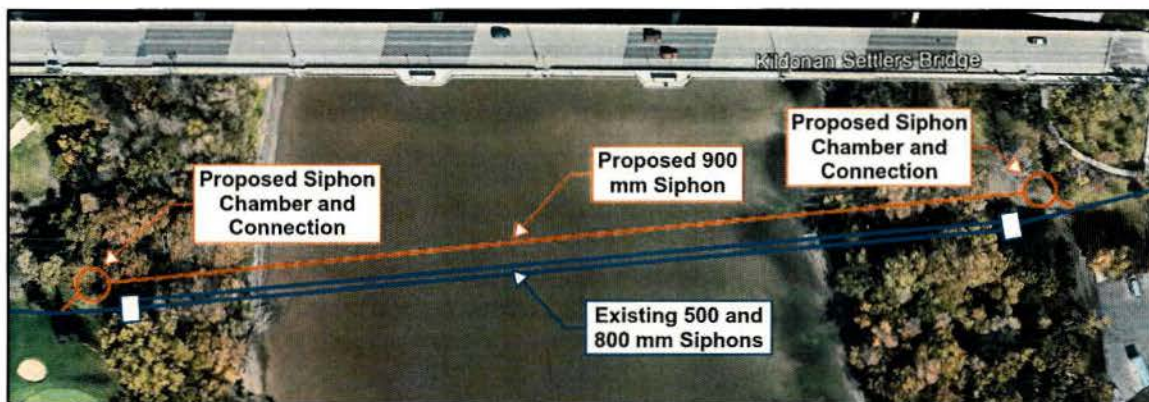 Kildonan Settlers Bridge
Proposed Siphon
Chamber and
Connection
Proposed 900
mm Siphon
Proposed Siphon
Chamber and
Connection
Existing 500 and
800 mm Siphons